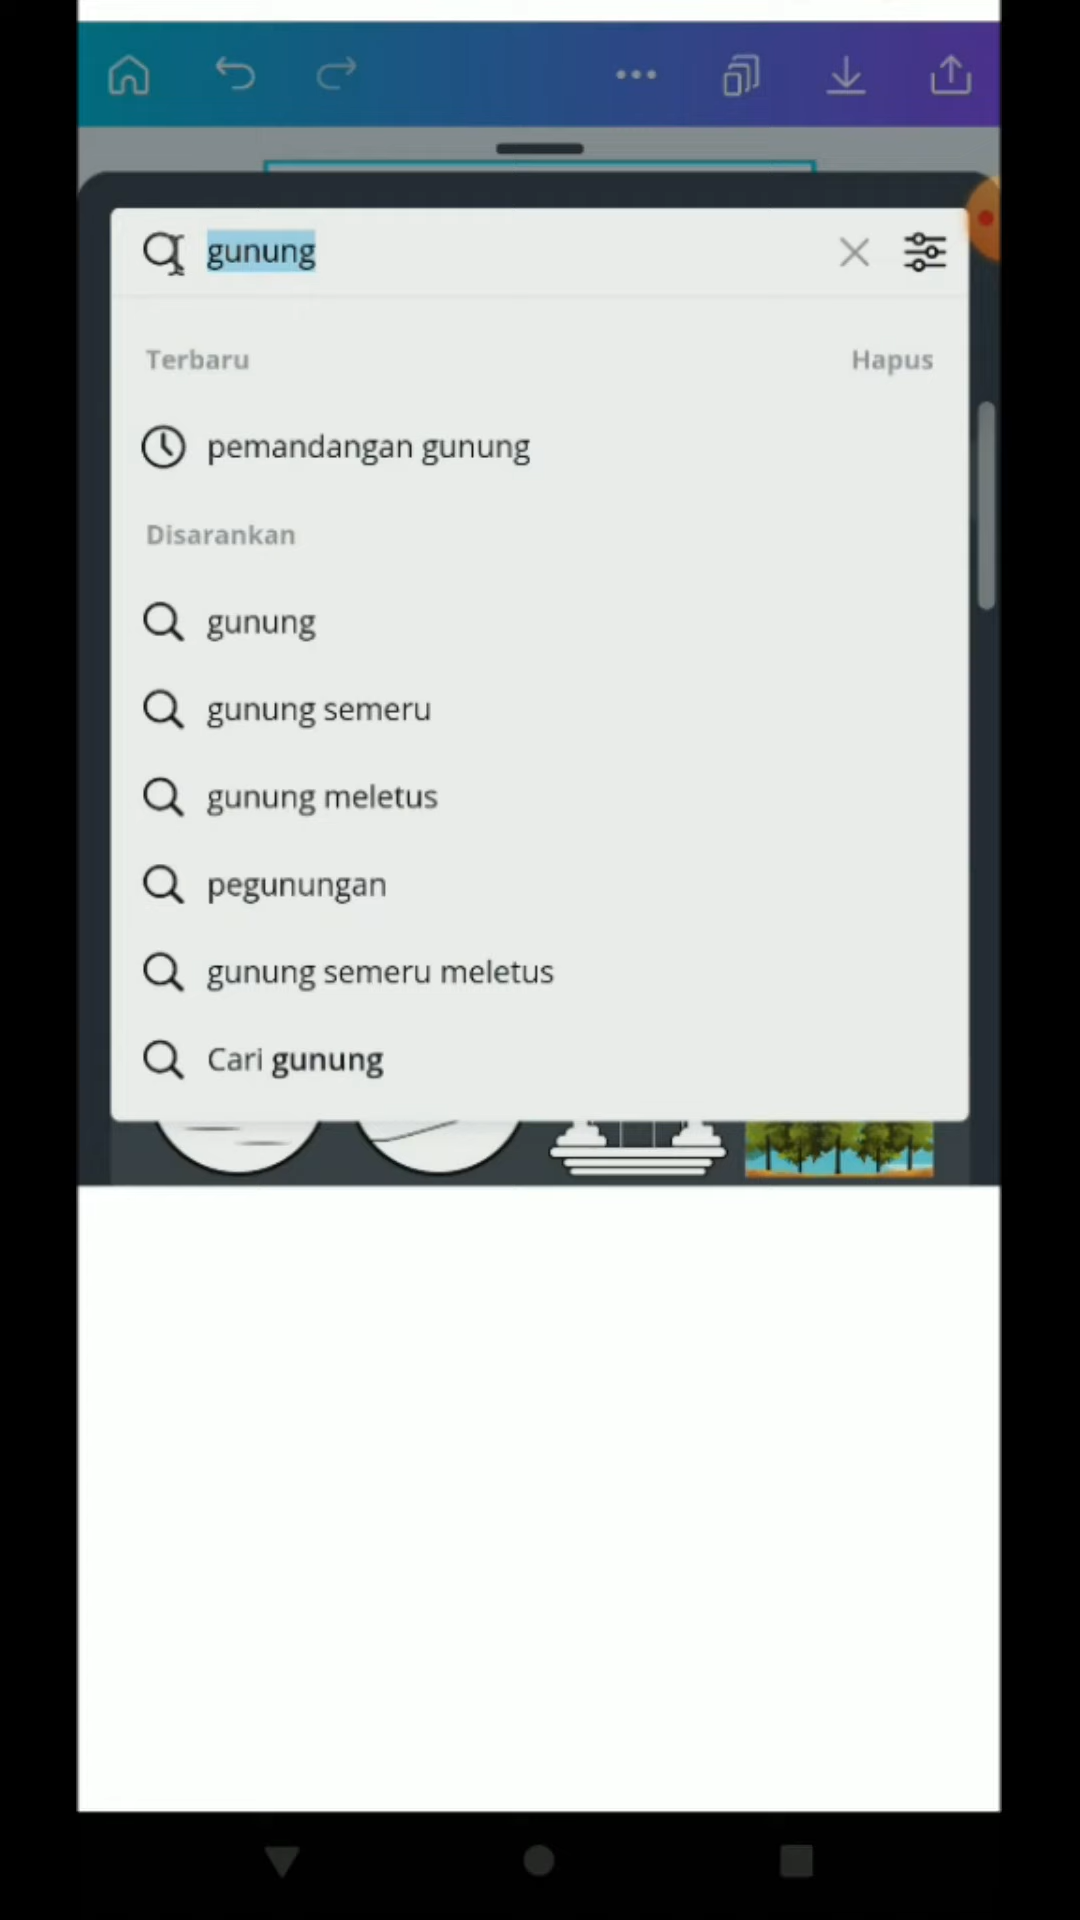 gunung
Terbaru Hapus
pemandangan gunung
Disarankan
gunung
gunung semeru
gunung meletus
pegunungan
gunung semeru meletus
Cari gunung